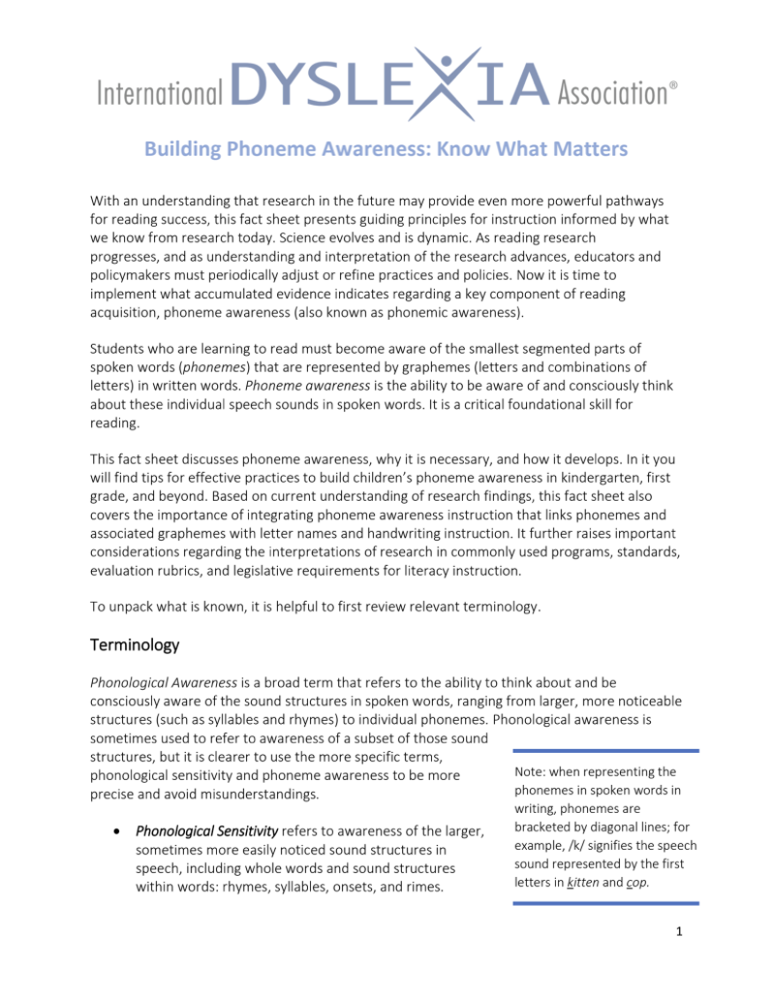 International DYSLEXIA Association®
Building Phoneme Awareness: Know What Matters
With an understanding that research in the future may provide even more powerful pathways
for reading success, this fact sheet presents guiding principles for instruction informed by what
we know from research today. Science evolves and is dynamic. As reading research
progresses, and as understanding and interpretation of the research advances, educators and
policymakers must periodically adjust or refine practices and policies. Now it is time to
implement what accumulated evidence indicates regarding a key component of reading
acquisition, phoneme awareness (also known as phonemic awareness).
Students who are learning to read must become aware of the smallest segmented parts of
spoken words (phonemes) that are represented by graphemes (letters and combinations of
letters) in written words. Phoneme awareness is the ability to be aware of and consciously think
about these individual speech sounds in spoken words. It is a critical foundational skill for
reading.
This fact sheet discusses phoneme awareness, why it is necessary, and how it develops. In it you
will find tips for effective practices to build children's phoneme awareness in kindergarten, first
grade, and beyond. Based on current understanding of research findings, this fact sheet also
covers the importance of integrating phoneme awareness instruction that links phonemes and
associated graphemes with letter names and handwriting instruction. It further raises important
considerations regarding the interpretations of research in commonly used programs, standards,
evaluation rubrics, and legislative requirements for literacy instruction.
To unpack what is known, it is helpful to first review relevant terminology.
Terminology
Phonological Awareness is a broad term that refers to the ability to think about and be
consciously aware of the sound structures in spoken words, ranging from larger, more noticeable
structures (such as syllables and rhymes) to individual phonemes. Phonological awareness is
sometimes used to refer to awareness of a subset of those sound
structures, but it is clearer to use the more specific terms,
phonological sensitivity and phoneme awareness to be more
precise and avoid misunderstandings.
• Phonological Sensitivity refers to awareness of the larger,
sometimes more easily noticed sound structures in
speech, including whole words and sound structures
within words: rhymes, syllables, onsets, and rimes.
Note: when representing the
phonemes in spoken words in
writing, phonemes are
bracketed by diagonal lines; for
example, /k/ signifies the speech
sound represented by the first
letters in kitten and cop.
1